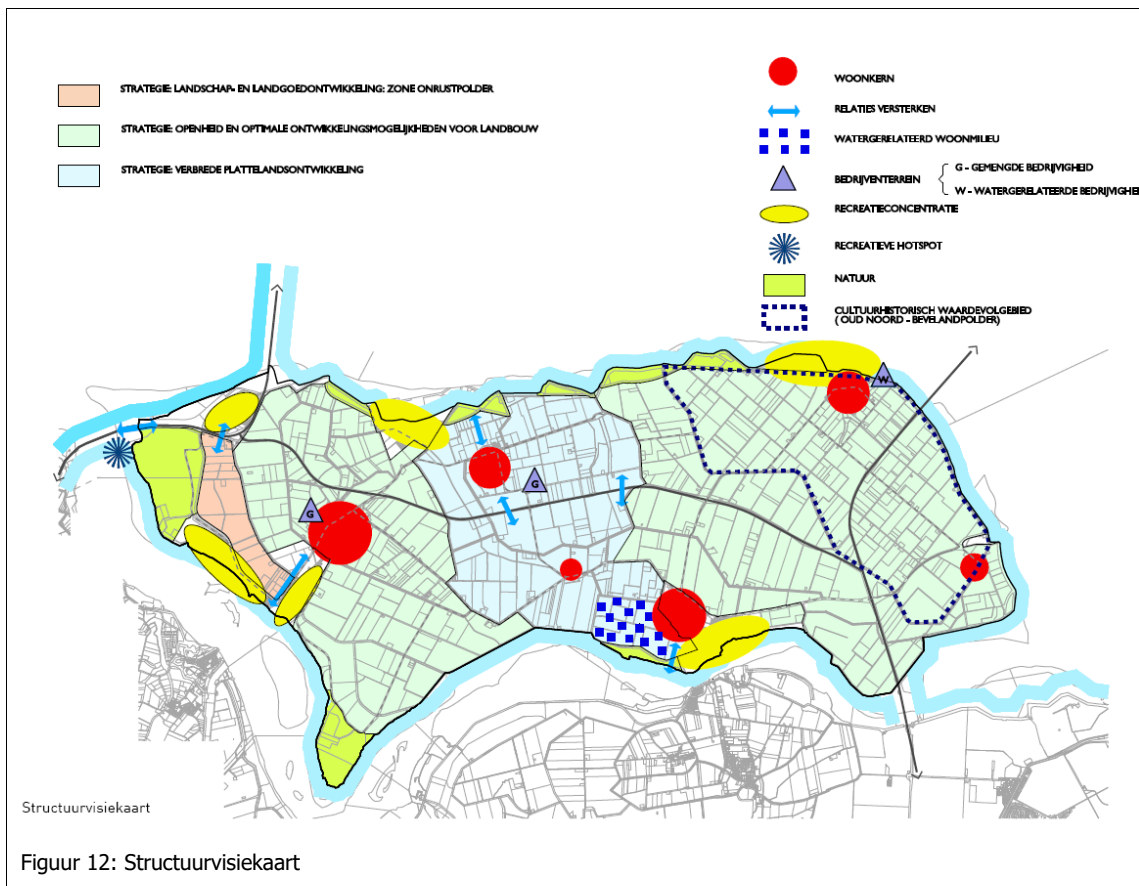 STRATEGIE: LANDSCHAP- EN LANDGOEDONTWIKKELING: ZONE ONRUSTPOLDER
STRATEGIE: OPENHEID EN OPTIMALE ONTWIKKELINGSMOGELIJKHEDEN VOOR LANDBOUW
STRATEGIE: VERBREDE PLATTELANDSONTWIKKELING
WOONKERN
RELATIES VERSTERKEN
WATERGERELATEERD WOONMILIEU
BEDRIJVENTERREIN
G - GEMENGDE BEDRIJVIGHEID
W - WATERGERELATEERDE BEDRIJVIGHEI
RECREATIECONCENTRATIE
RECREATIEVE HOTSPOT
NATUUR
CULTUURHISTORISCH WAARDEVOLGEBIED
( OUD NOORD - BEVELANDPOLDER)
W
G
G
Structuurvisiekaart
Figuur 12: Structuurvisiekaart